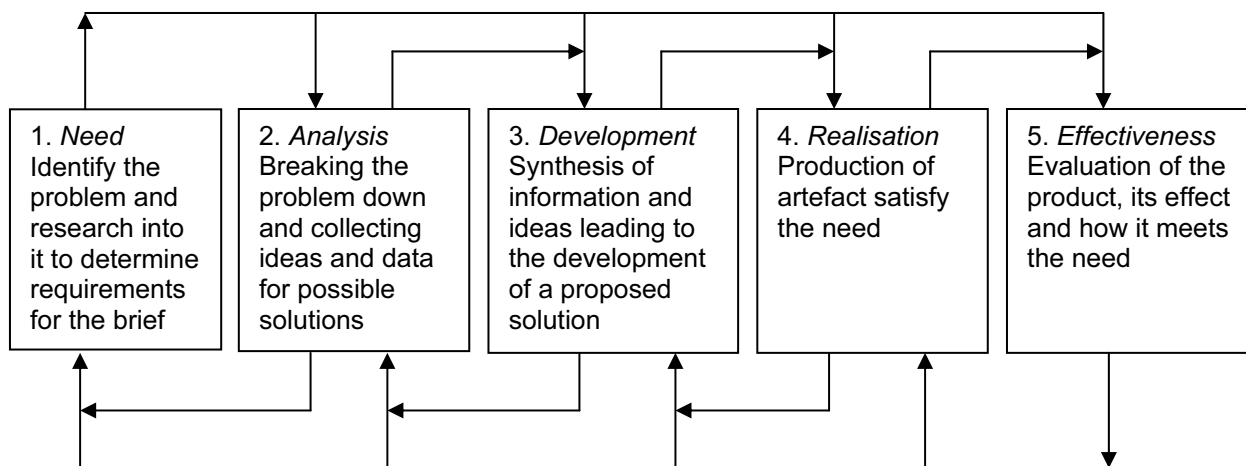 1. Need
Identify the
problem and
research into
it to determine
requirements
for the brief
2. Analysis
Breaking the
problem down
and collecting
ideas and data
for possible
solutions
3. Development
Synthesis of
information and
ideas leading to
the development
of a proposed
solution
4. Realisation
Production of
artefact satisfy
the need
5. Effectiveness
Evaluation of the
product, its effect
and how it meets
the need